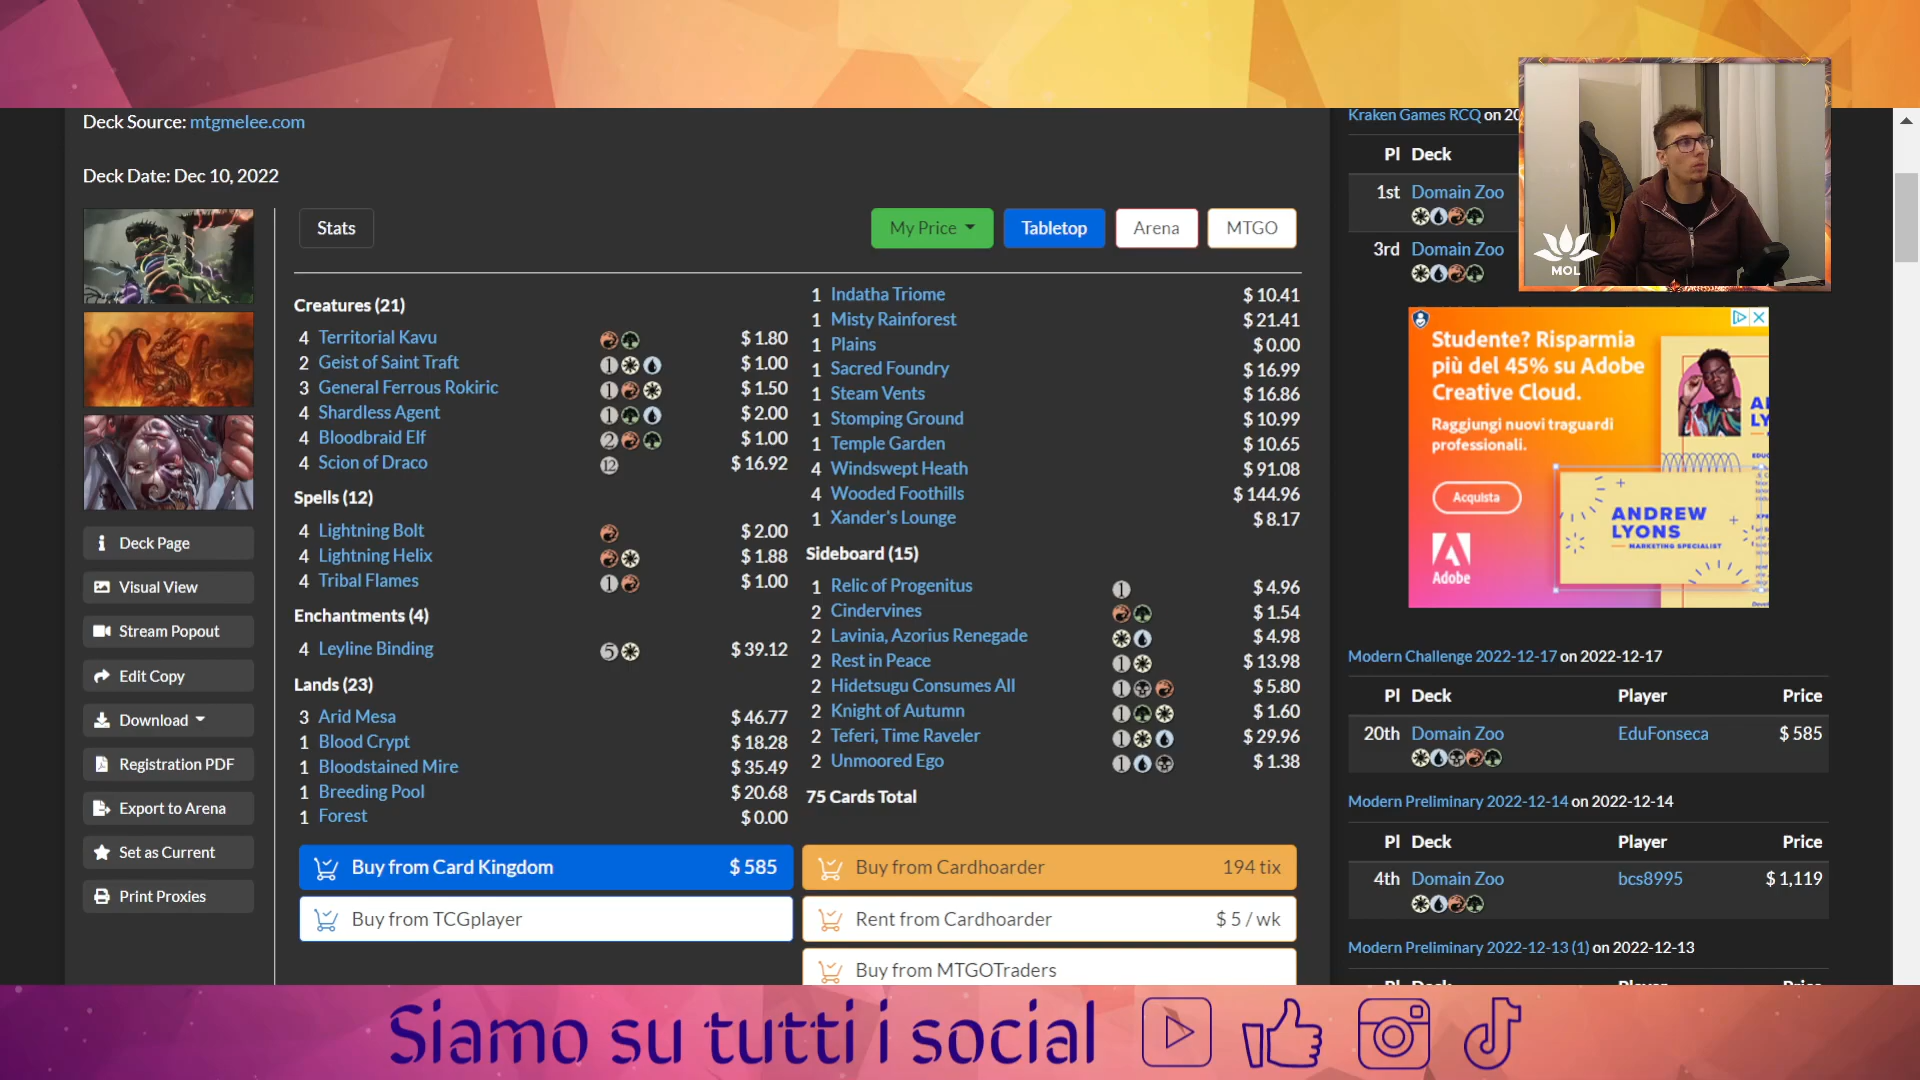 Deck Source: mtgmelee.com
Deck Date: Dec 10, 2022
Stats
My Price
Tabletop
Arena
MTGO
Creatures (21)
4 Territorial Kavu $ 1.80
2 Geist of Saint Traft 1 $ 1.00
3 General Ferrous Rokiric 1 $ 1.50
4 Shardless Agent 1 $ 2.00
4 Bloodbraid Elf 2 $ 1.00
4 Scion of Draco 12 $ 16.92
Spells (12)
4 Lightning Bolt $ 2.00
4 Lightning Helix $ 1.88
4 Tribal Flames 1 $ 1.00
Enchantments (4)
4 Leyline Binding 5 $ 39.12
Lands (23)
3 Arid Mesa $ 46.77
1 Blood Crypt $ 18.28
1 Bloodstained Mire $ 35.49
1 Breeding Pool $ 20.68
1 Forest $ 0.00
1 Indatha Triome $ 10.41
1 Misty Rainforest $ 21.41
1 Plains $ 0.00
1 Sacred Foundry $ 16.99
1 Steam Vents $ 16.86
1 Stomping Ground $ 10.99
1 Temple Garden $ 10.65
4 Windswept Heath $ 91.08
4 Wooded Foothills $ 144.96
1 Xander's Lounge $ 8.17
Sideboard (15)
1 Relic of Progenitus 1 $ 4.96
2 Cindervines $ 1.54
2 Lavinia, Azorius Renegade $ 4.98
2 Rest in Peace 1 $ 13.98
2 Hidetsugu Consumes All 1 $ 5.80
2 Knight of Autumn 1 $ 1.60
2 Teferi, Time Raveler 1 $ 29.96
2 Unmoored Ego 1 $ 1.38
75 Cards Total
Deck Page
Visual View
Stream Popout
Edit Copy
Download
Registration PDF
Export to Arena
Set as Current
Print Proxies
Buy from Card Kingdom $ 585
Buy from TCGplayer
Buy from Cardhoarder 194 tix
Rent from Cardhoarder $ 5 / wk
Buy from MTGOTraders
Kraken Games RCQ on 20
Pl Deck
1st Domain Zoo
3rd Domain Zoo
MOL
Studente? Risparmia
più del 45% su Adobe
Creative Cloud.
Raggiungi nuovi traguardi
professionali.
Acquista
Adobe
ANDREW
LYONS
MARKETING SPECIALIST
Modern Challenge 2022-12-17 on 2022-12-17
Pl Deck Player Price
20th Domain Zoo EduFonseca $ 585
Modern Preliminary 2022-12-14 on 2022-12-14
Pl Deck Player Price
4th Domain Zoo bcs8995 $ 1,119
Modern Preliminary 2022-12-13 (1) on 2022-12-13
Siamo su tutti i social